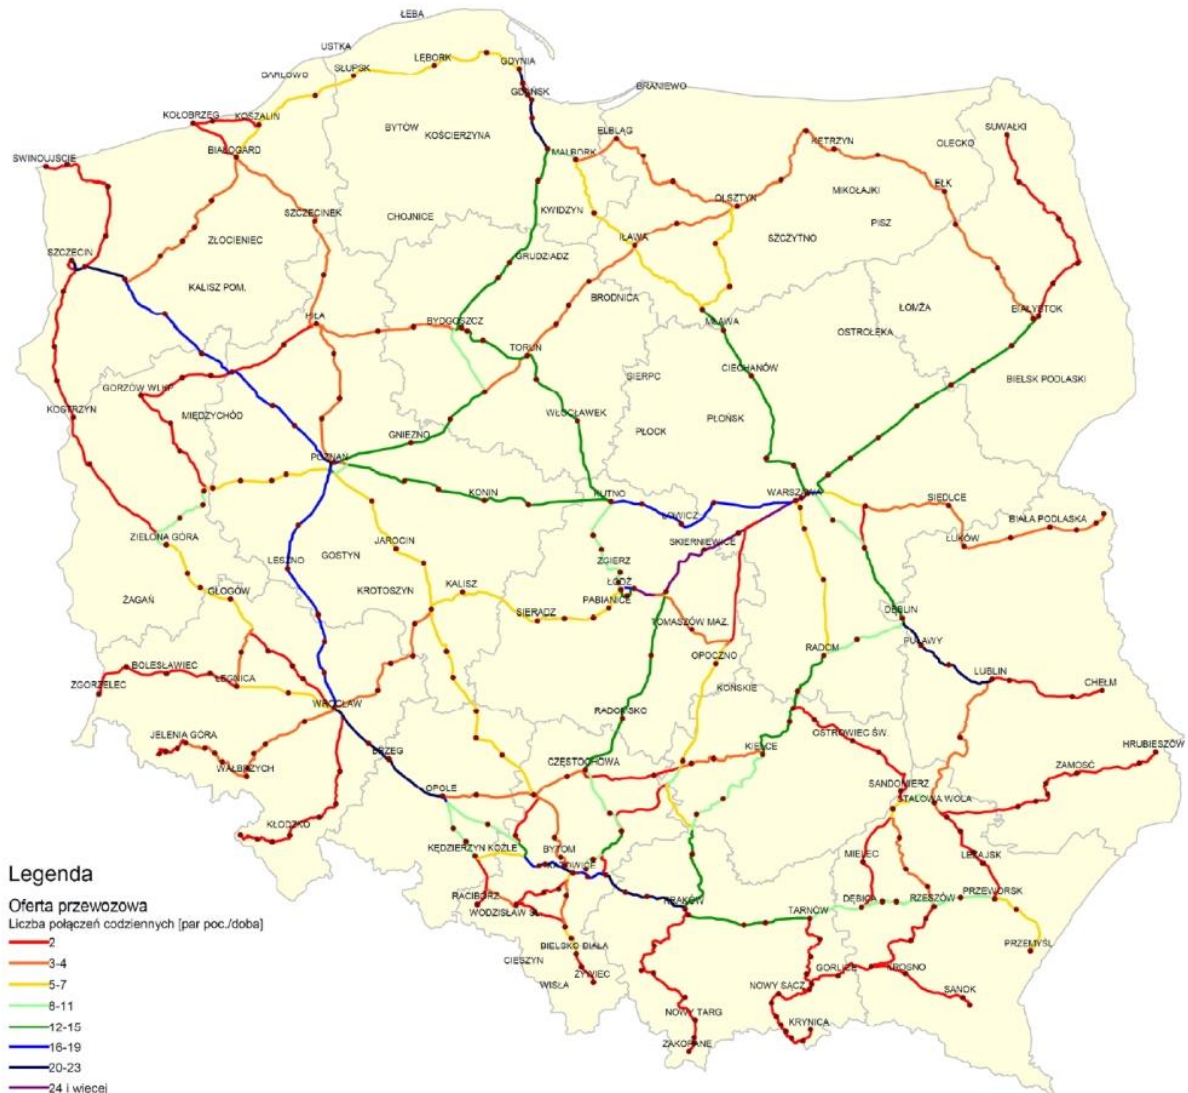 ŁEBA
USTKA
DARŁOWO
SŁUPSK
LĘBORK
GDYNIA
GDAŃSK
BRANIEWO
KOŁOBRZEG
KOSZALIN
BYTÓW
KOŚCIERZYNA
ELBLĄG
KĘTRZYN
OLECKO
SUWAŁKI
ŚWINOUJŚCIE
BIAŁOGARD
MALBORK
MIKOŁAJKI
EŁK
SZCZECINEK
CHOJNICE
KWIDZYN
OLSZTYN
PISZ
SZCZECIN
ZŁOCIENIEC
IŁAWA
SZCZYTNO
GRUDZIĄDZ
KALISZ POM.
BRODNICA
ŁOMŻA
PIŁA
BYDGOSZCZ
MŁAWA
OSTROŁĘKA
BIAŁYSTOK
TORUŃ
SIERPC
CIECHANÓW
BIELSK PODLASKI
GORZÓW WLKP
KOSTRZYN
MIĘDZYCHÓD
WŁOCŁAWEK
PŁOCK
PŁOŃSK
GNIEZNO
POZNAŃ
KONIN
KUTNO
WARSZAWA
SIEDLCE
ŁOWICZ
BIAŁA PODLASKA
ZIELONA GÓRA
SKIERNIEWICE
ŁUKÓW
JAROCIN
LESZNO
GOSTYŃ
ZGIERZ
ŻAGAŃ
GŁOGÓW
KROTOSZYN
KALISZ
ŁÓDŹ
PABIANICE
SIERADZ
TOMASZÓW MAZ.
DĘBLIN
PUŁAWY
RADOM
OPOCZNO
BOLESŁAWIEC
ZGORZELEC
LEGNICA
KOŃSKIE
LUBLIN
CHEŁM
WROCŁAW
RADOMSKO
JELENIA GÓRA
WAŁBRZYCH
BRZEG
KIELCE
OSTROWIEC ŚW.
HRUBIESZÓW
CZĘSTOCHOWA
ZAMOŚĆ
OPOLE
SANDOMIERZ
STALOWA WOLA
KŁODZKO
KĘDZIERZYN KOŹLE
BYTOM
MIELEC
LEŻAJSK
KATOWICE
RACIBORZ
WODZISŁAW ŚL.
KRAKÓW
TARNÓW
DĘBICA
RZESZÓW
PRZEWORSK
BIELSKO BIAŁA
CIESZYN
PRZEMYŚL
ŻYWIEC
WISŁA
GORLICE
KROSNO
NOWY SĄCZ
SANOK
NOWY TARG
KRYNICA
ZAKOPANE
Legenda
Oferta przewozowa
Liczba połączeń codziennych [par poc./doba]
2
3-4
5-7
8-11
12-15
16-19
20-23
24 i więcej